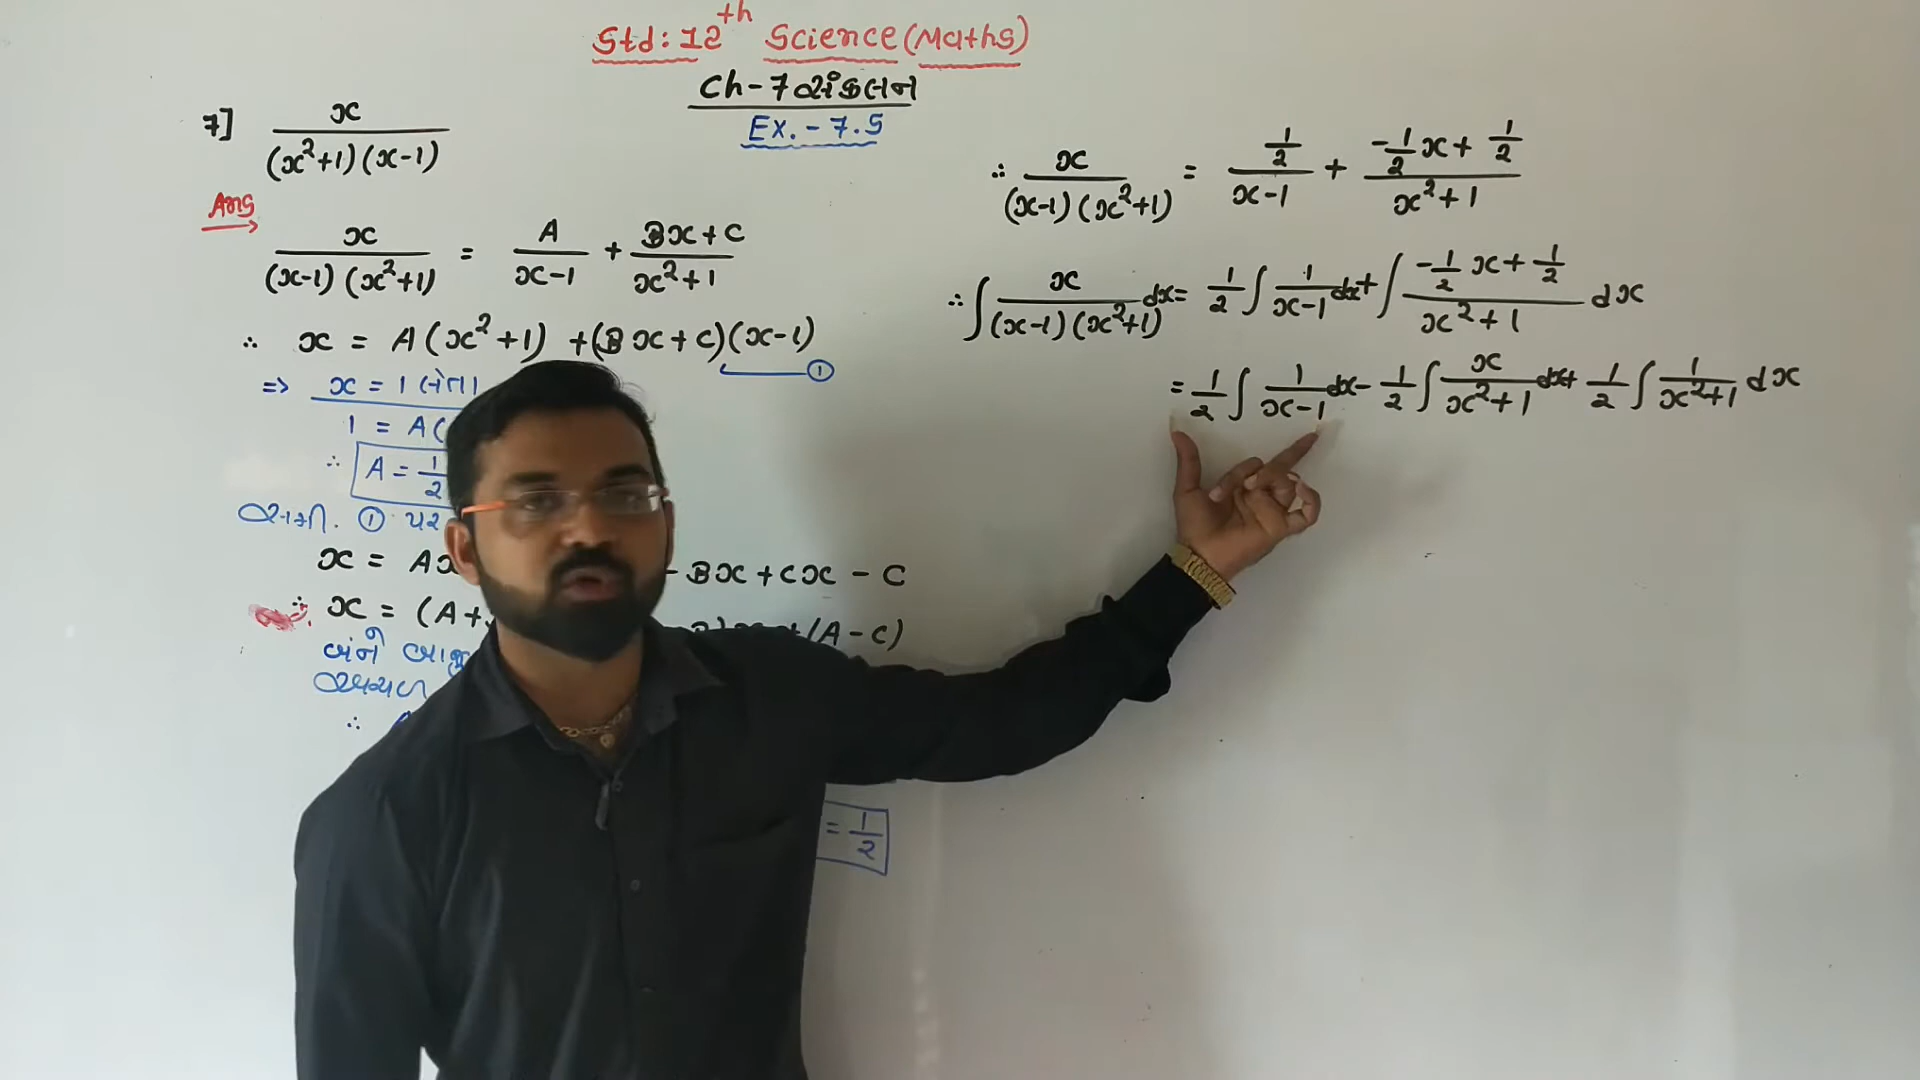 Std: 12th Science (Maths)
Ch-7 સંકલન
Ex.-7.5
7] x/((x²+1)(x-1))
Ans
x/((x-1)(x²+1)) = A/(x-1) + (Bx+C)/(x²+1)
∴ x = A(x²+1) + (Bx+C)(x-1) ①
=> x = 1 લેતા
1 = A(
∴ A = 1/2
① પર
x = A - Bx + Cx - C
∴ x = (A+ )x + (A-C)
બંને બાજુ
∴
= 1/2
∴ x/((x-1)(x²+1)) = (1/2)/(x-1) + (-1/2 x + 1/2)/(x²+1)
∴ ∫ x/((x-1)(x²+1)) dx = 1/2 ∫ 1/(x-1) dx + ∫ (-1/2 x + 1/2)/(x²+1) dx
= 1/2 ∫ 1/(x-1) dx - 1/2 ∫ x/(x²+1) dx + 1/2 ∫ 1/(x²+1) dx